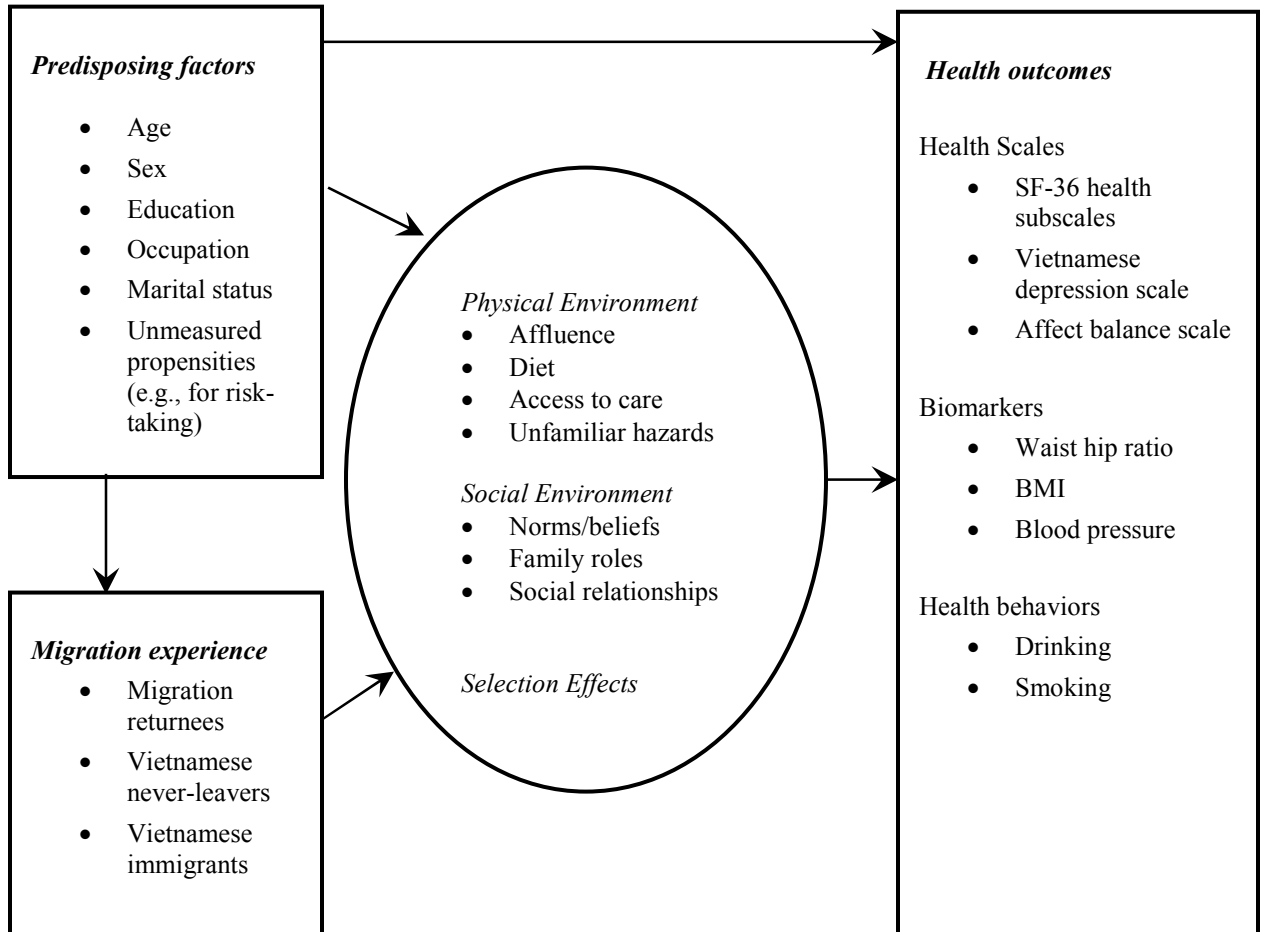 Predisposing factors
• Age
• Sex
• Education
• Occupation
• Marital status
• Unmeasured
propensities
(e.g., for risk-
taking)
Migration experience
• Migration
returnees
• Vietnamese
never-leavers
• Vietnamese
immigrants
Physical Environment
• Affluence
• Diet
• Access to care
• Unfamiliar hazards
Social Environment
• Norms/beliefs
• Family roles
• Social relationships
Selection Effects
Health outcomes
Health Scales
• SF-36 health
subscales
• Vietnamese
depression scale
• Affect balance scale
Biomarkers
• Waist hip ratio
• BMI
• Blood pressure
Health behaviors
• Drinking
• Smoking